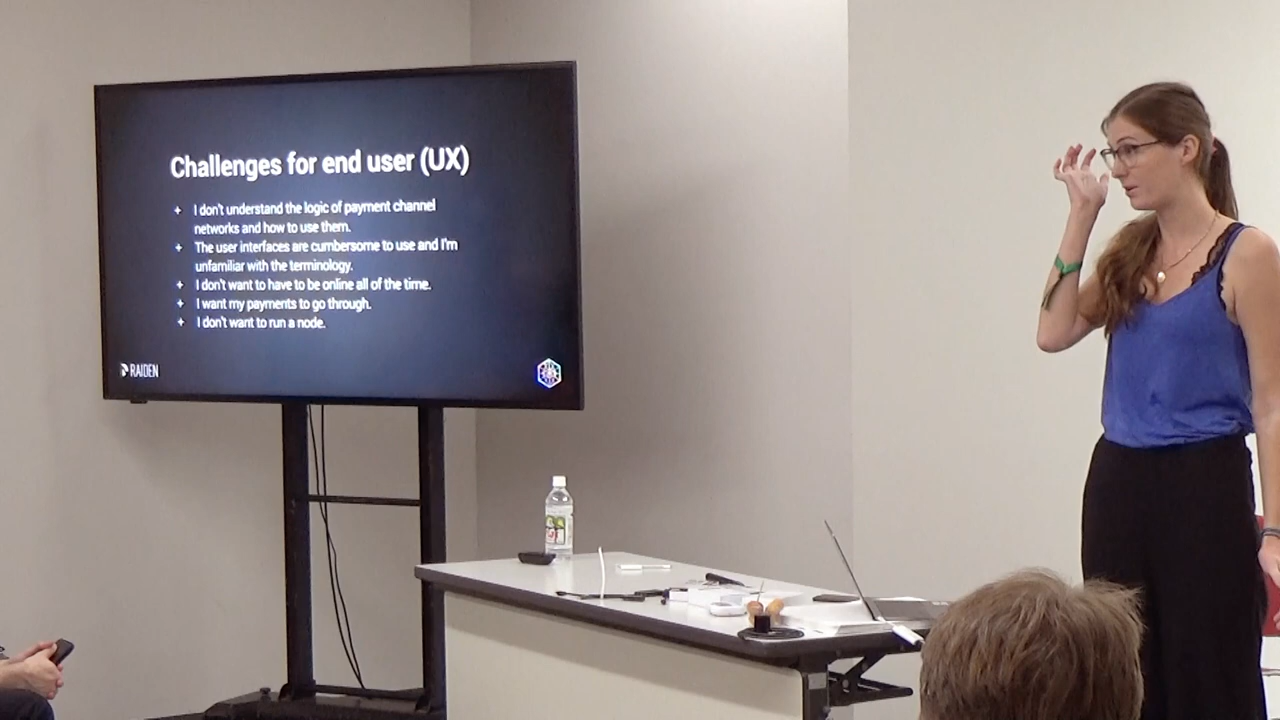 Challenges for end user (UX)
+ I don't understand the logic of payment channel
networks and how to use them.
+ The user interfaces are cumbersome to use and I'm
unfamiliar with the terminology.
+ I don't want to have to be online all of the time.
+ I want my payments to go through.
+ I don't want to run a node.
RAIDEN